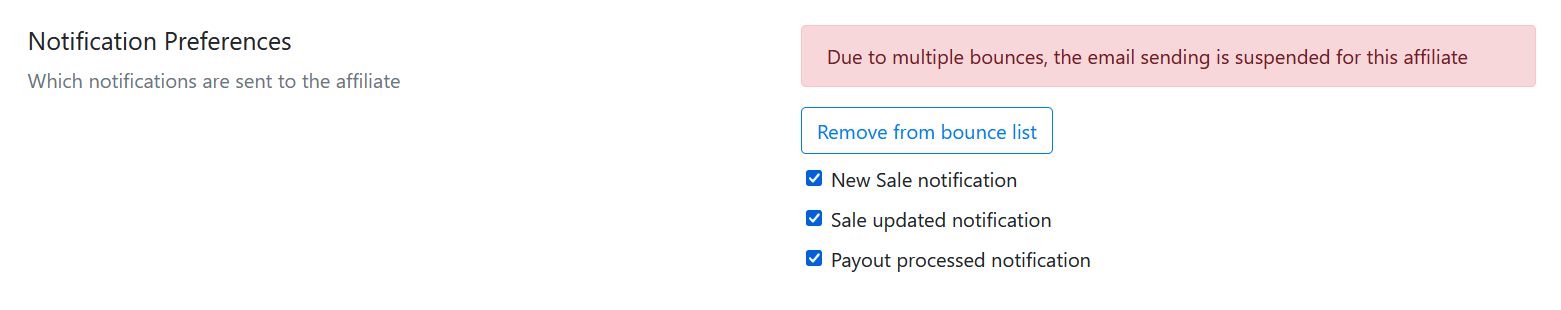 Notification Preferences
Which notifications are sent to the affiliate
Due to multiple bounces, the email sending is suspended for this affiliate
Remove from bounce list
New Sale notification
Sale updated notification
Payout processed notification